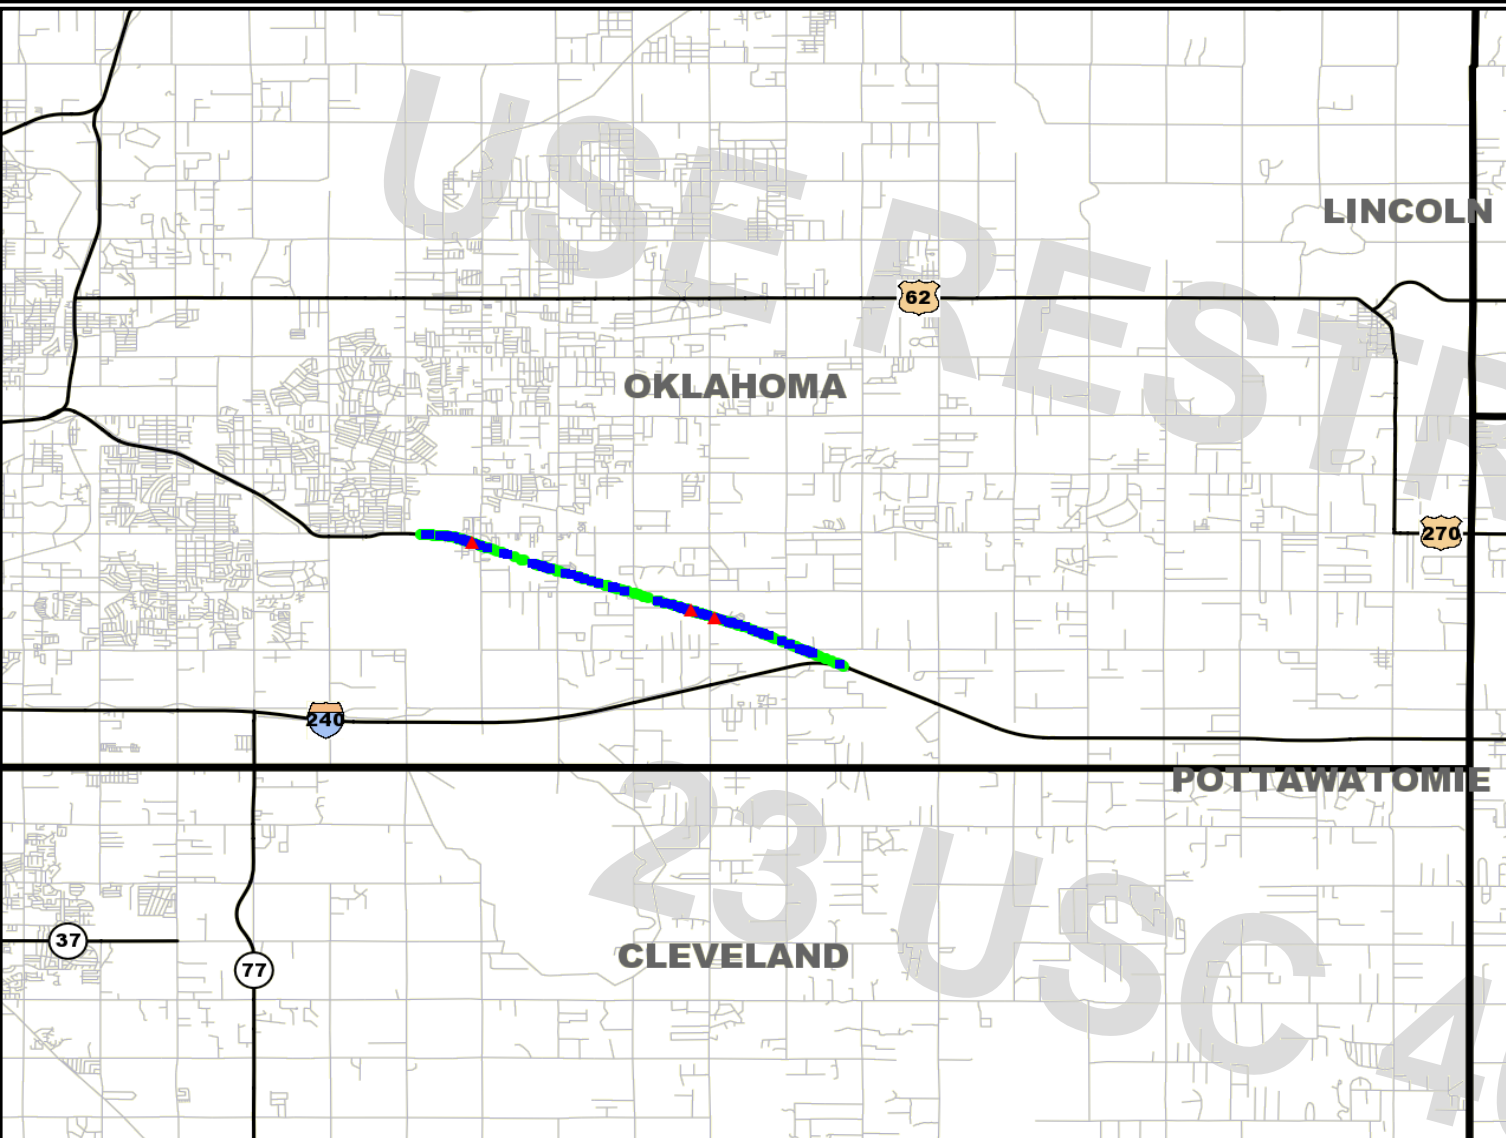 USE RESTR
LINCOLN
62
OKLAHOMA
270
240
POTTAWATOMIE
23 USC 4
37
CLEVELAND
77